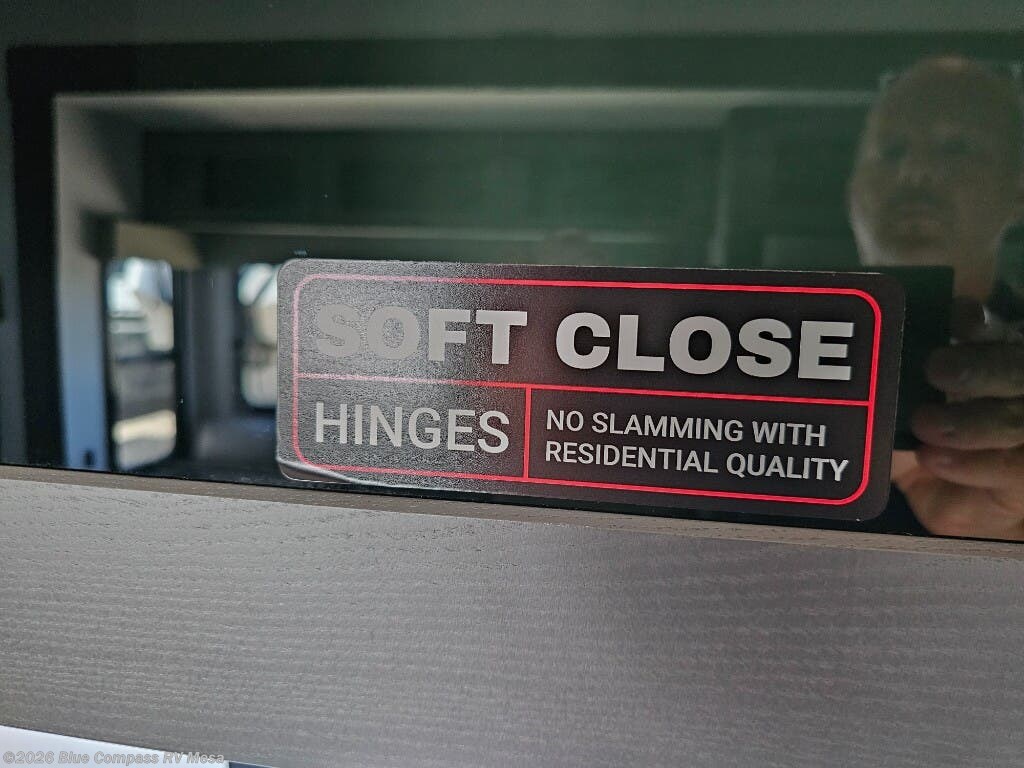 SOFT CLOSE
HINGES
NO SLAMMING WITH
RESIDENTIAL QUALITY
©2026 Blue Compass RV Mesa